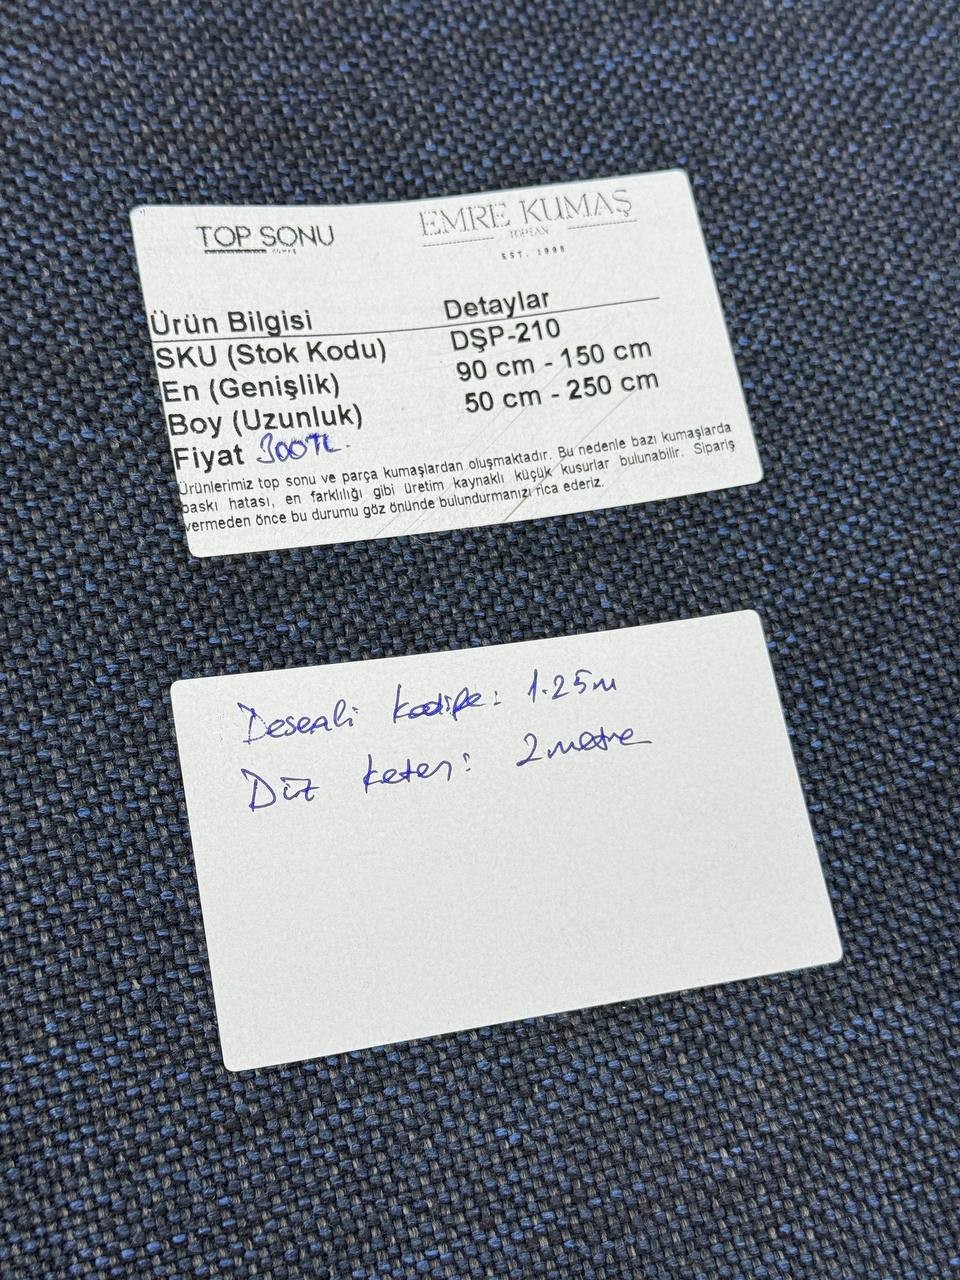 TOP SONU
EMRE KUMAŞ
TOPTAN
EST. 1998
Ürün Bilgisi Detaylar
SKU (Stok Kodu) DŞP-210
En (Genişlik) 90 cm - 150 cm
Boy (Uzunluk) 50 cm - 250 cm
Fiyat 300TL.
Ürünlerimiz top sonu ve parça kumaşlardan oluşmaktadır. Bu nedenle bazı kumaşlarda
baskı hatası, en farklılığı gibi üretim kaynaklı küçük kusurlar bulunabilir. Sipariş
vermeden önce bu durumu göz önünde bulundurmanızı rica ederiz.
Desenli kadife: 1.25m
Düz keten: 2 metre